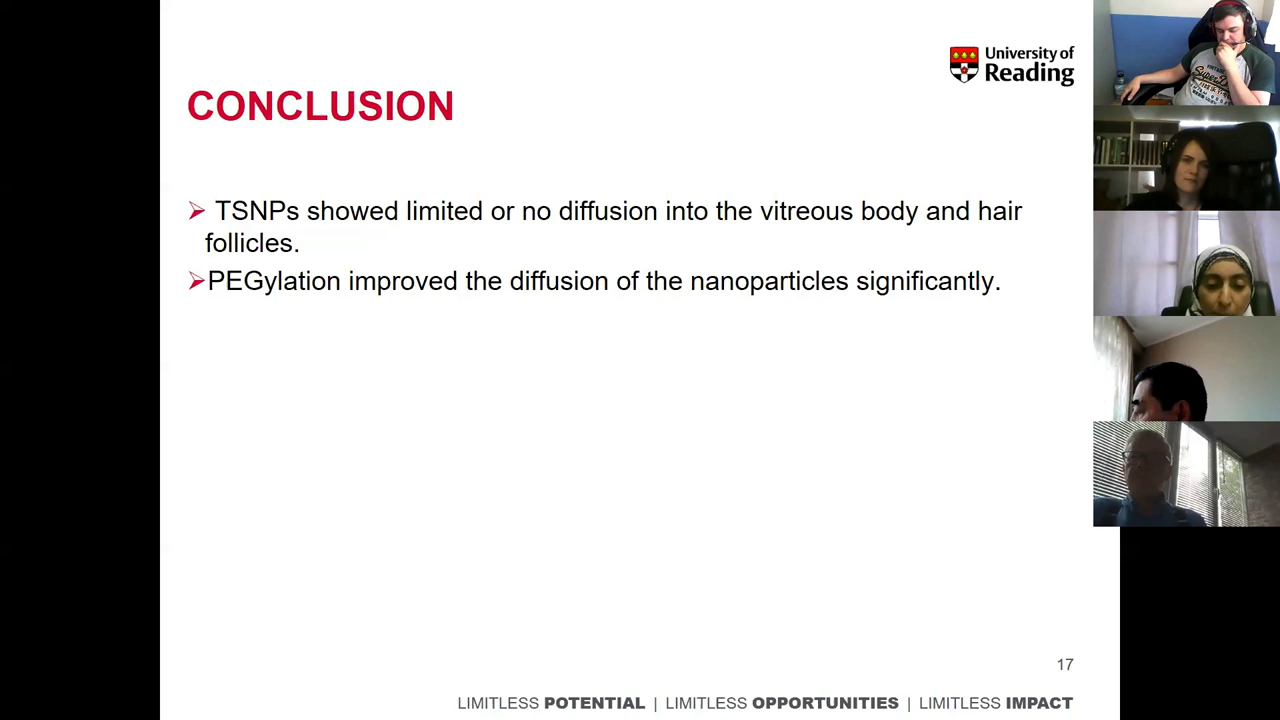 University of
Reading
CONCLUSION
➢ TSNPs showed limited or no diffusion into the vitreous body and hair
follicles.
➢PEGylation improved the diffusion of the nanoparticles significantly.
17
LIMITLESS POTENTIAL | LIMITLESS OPPORTUNITIES | LIMITLESS IMPACT